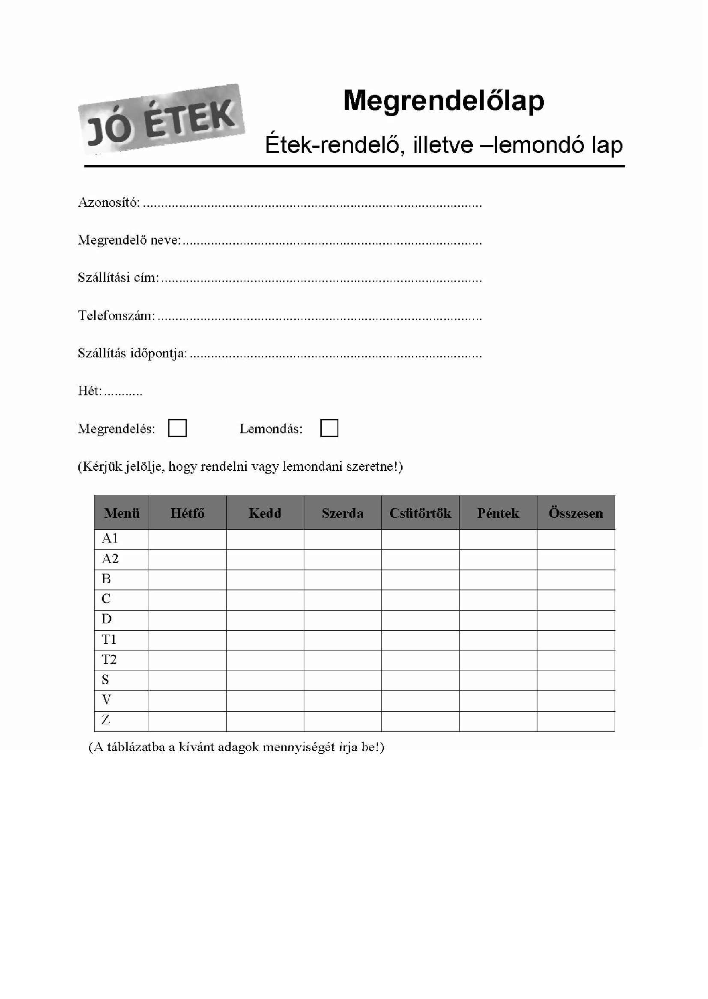 JÓ ÉTEK
Megrendelőlap
Étek-rendelő, illetve –lemondó lap
Azonosító: ...............................................................................................
Megrendelő neve:....................................................................................
Szállítási cím:..........................................................................................
Telefonszám:...........................................................................................
Szállítás időpontja:..................................................................................
Hét:...........
Megrendelés: Lemondás:
(Kérjük jelölje, hogy rendelni vagy lemondani szeretne!)
Menü Hétfő Kedd Szerda Csütörtök Péntek Összesen
A1
A2
B
C
D
T1
T2
S
V
Z
(A táblázatba a kívánt adagok mennyiségét írja be!)